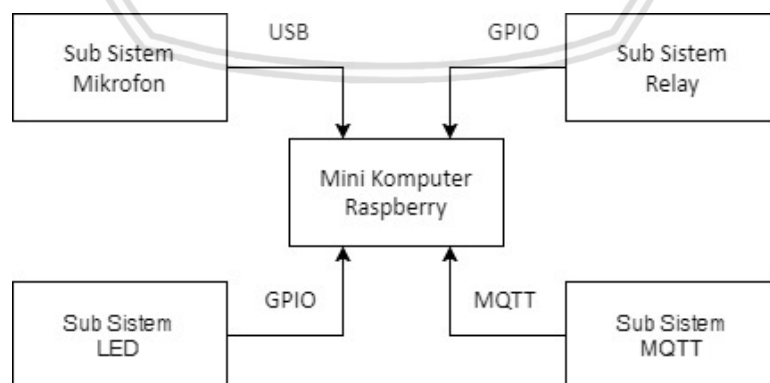 Sub Sistem
Mikrofon
USB
GPIO
Sub Sistem
Relay
Mini Komputer
Raspberry
Sub Sistem
LED
GPIO
MQTT
Sub Sistem
MQTT